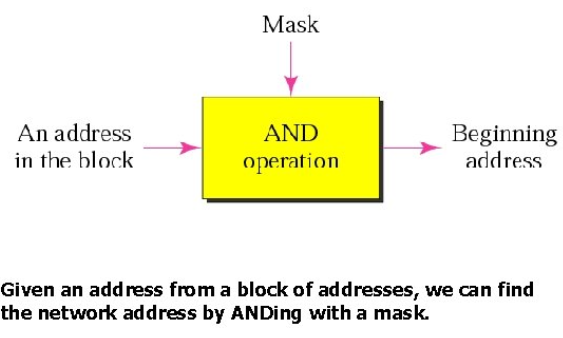 Mask
An address
in the block
AND
operation
Beginning
address
Given an address from a block of addresses, we can find
the network address by ANDing with a mask.